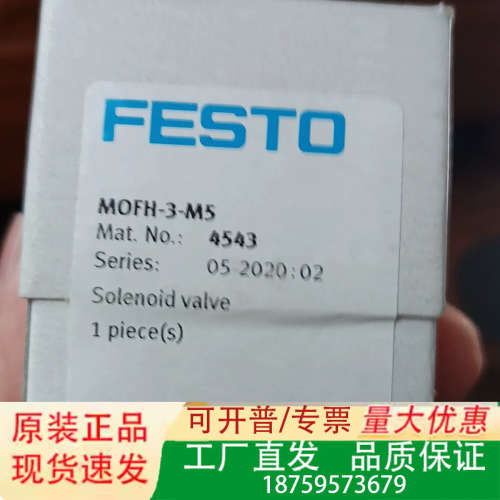 FESTO
MOFH-3-M5
Mat. No.: 4543
Series: 05 2020:02
Solenoid valve
1 piece(s)
原装正品
现货速发
可开普/专票 量大优惠
工厂直发 品质保证
18759573679